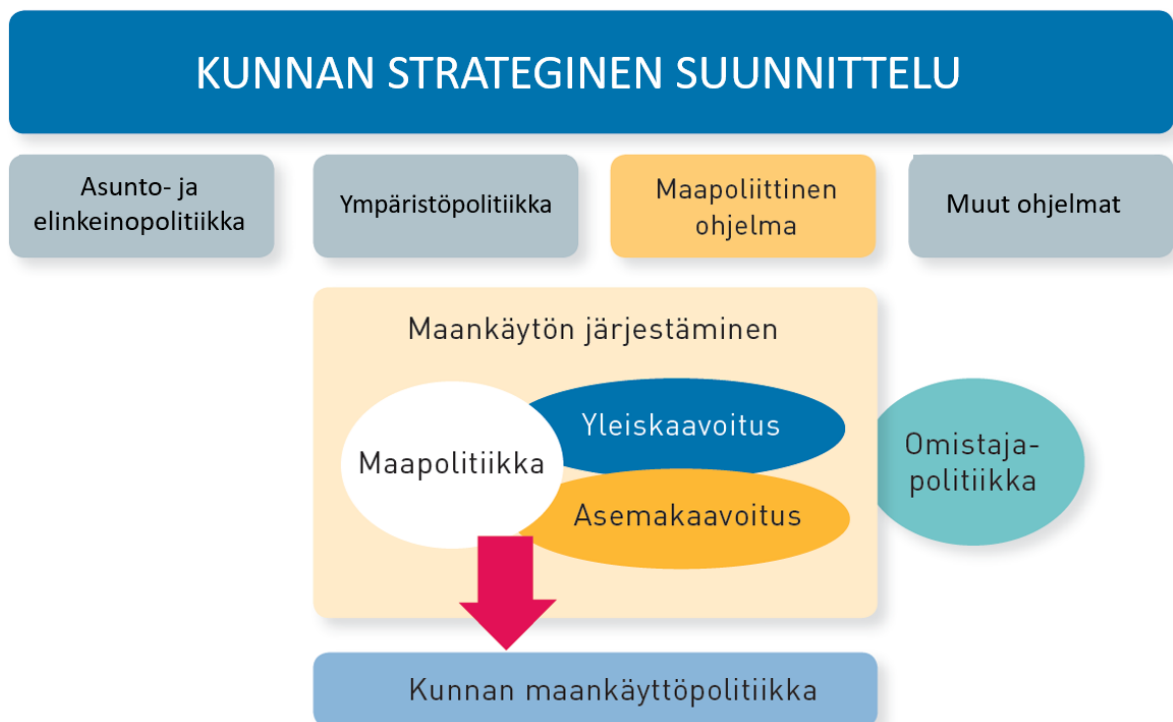 KUNNAN STRATEGINEN SUUNNITTELU
Asunto- ja
elinkeinopolitiikka
Ympäristöpolitiikka
Maapoliittinen
ohjelma
Muut ohjelmat
Maankäytön järjestäminen
Maapolitiikka
Yleiskaavoitus
Asemakaavoitus
Omistaja-
politiikka
Kunnan maankäyttöpolitiikka